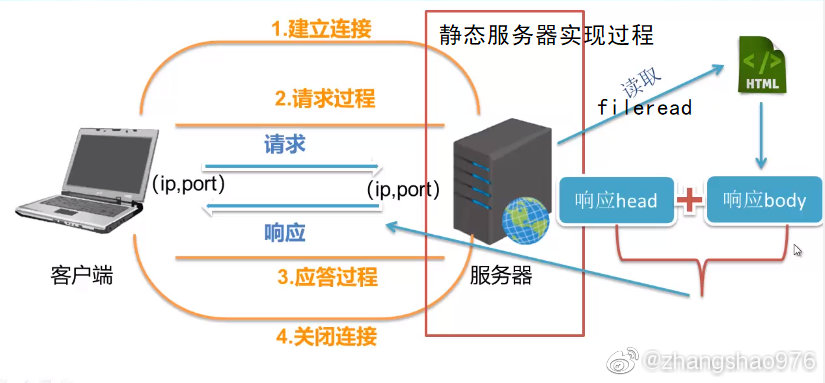 1.建立连接
静态服务器实现过程
读取
fileread
HTML
2.请求过程
请求
(ip,port)
(ip,port)
响应
响应head
响应body
客户端
3.应答过程
服务器
4.关闭连接
@zhangshao976